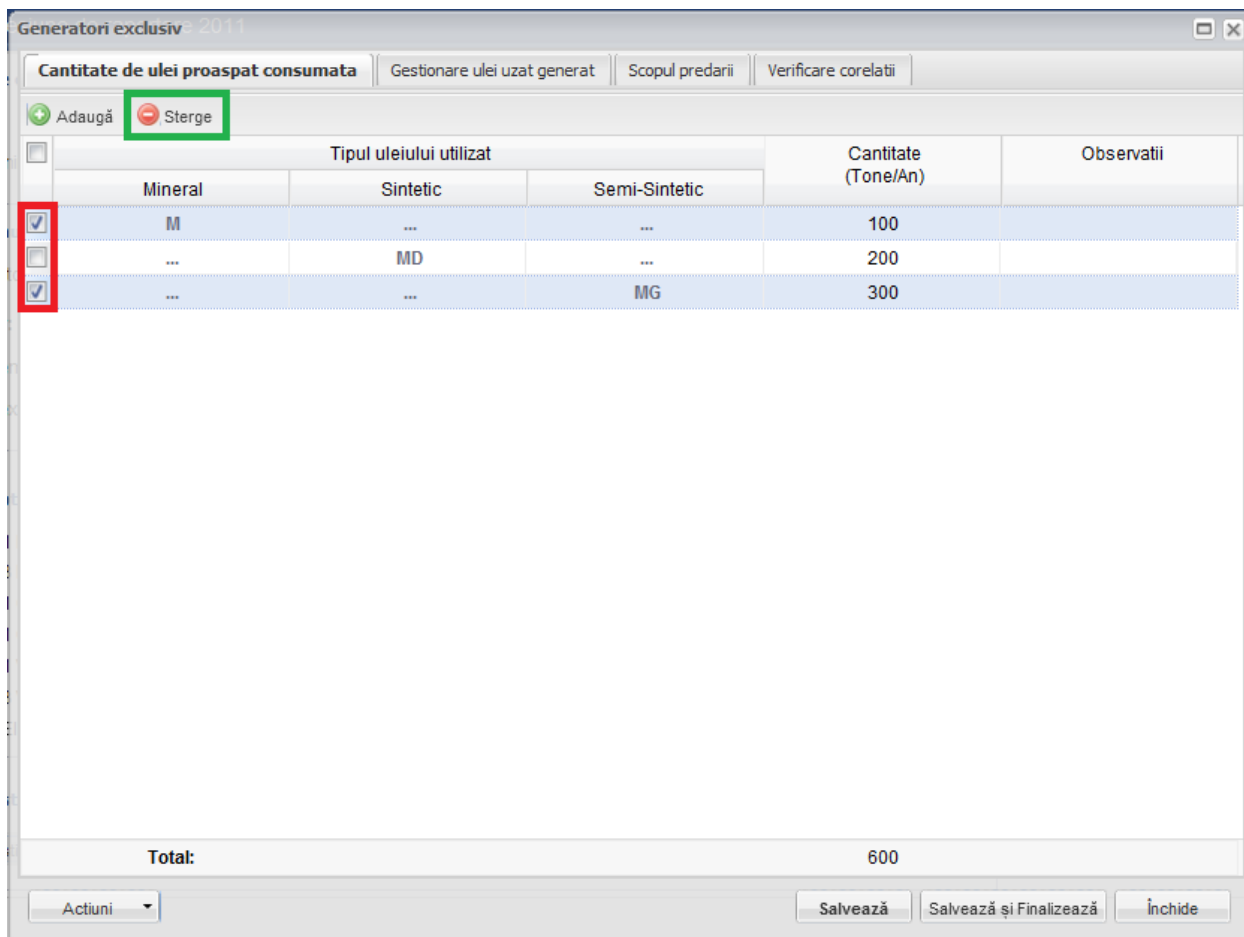 Generatori exclusiv e 2011
Cantitate de ulei proaspat consumata Gestionare ulei uzat generat Scopul predarii Verificare corelatii
Adaugă Sterge
Tipul uleiului utilizat Cantitate (Tone/An) Observatii
Mineral Sintetic Semi-Sintetic
M ... ... 100
... MD ... 200
... ... MG 300
Total: 600
Actiuni Salvează Salvează și Finalizează Închide